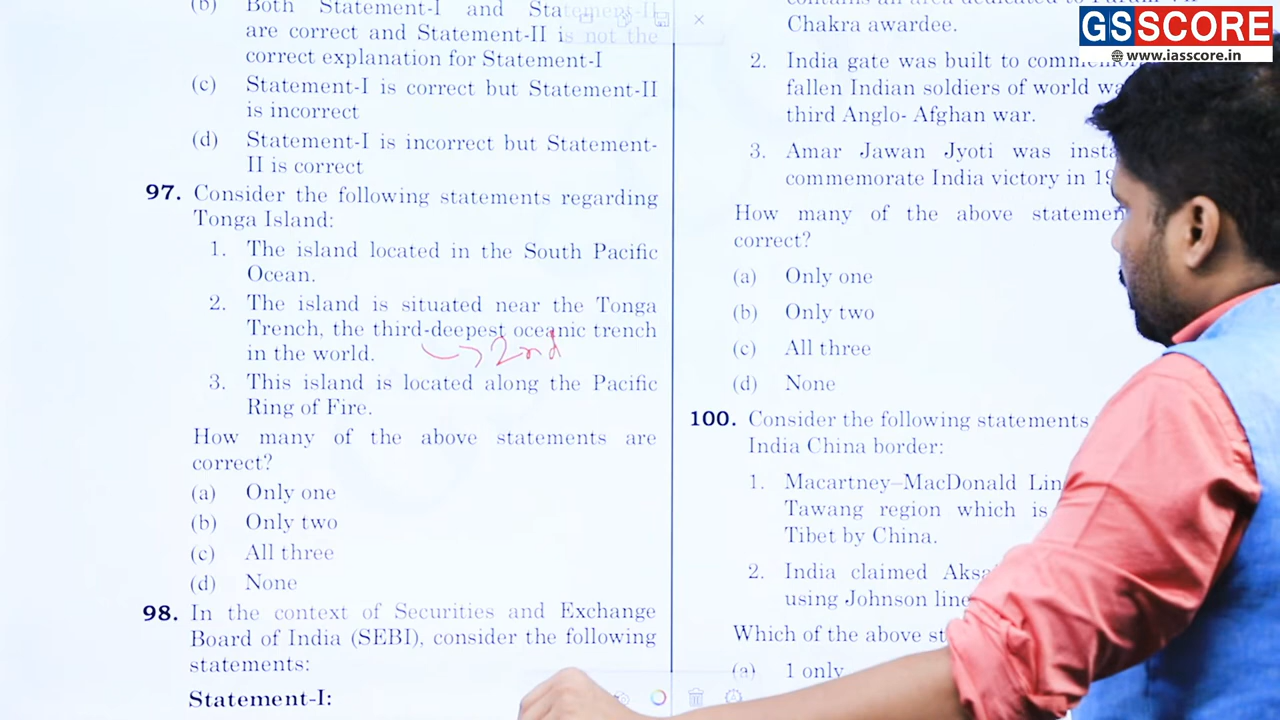 (b) Both Statement-I and Statement-II
are correct and Statement-II is not the
correct explanation for Statement-I
(c) Statement-I is correct but Statement-II
is incorrect
(d) Statement-I is incorrect but Statement-
II is correct
97. Consider the following statements regarding
Tonga Island:
1. The island located in the South Pacific
Ocean.
2. The island is situated near the Tonga
Trench, the third-deepest oceanic trench
in the world.
2nd
3. This island is located along the Pacific
Ring of Fire.
How many of the above statements are
correct?
(a) Only one
(b) Only two
(c) All three
(d) None
98. In the context of Securities and Exchange
Board of India (SEBI), consider the following
statements:
Statement-I:
Chakra awardee.
2. India gate was built to
fallen Indian soldiers of world
third Anglo- Afghan war.
3. Amar Jawan Jyoti was
commemorate India victory in
How many of the above
correct?
(a) Only one
(b) Only two
(c) All three
(d) None
100. Consider the following statements
India China border:
1. Macartney–MacDonald
Tawang region which is
Tibet by China.
2. India claimed
using Johnson line
Which of the above
(a) 1 only
GSSCORE
www.iasscore.in